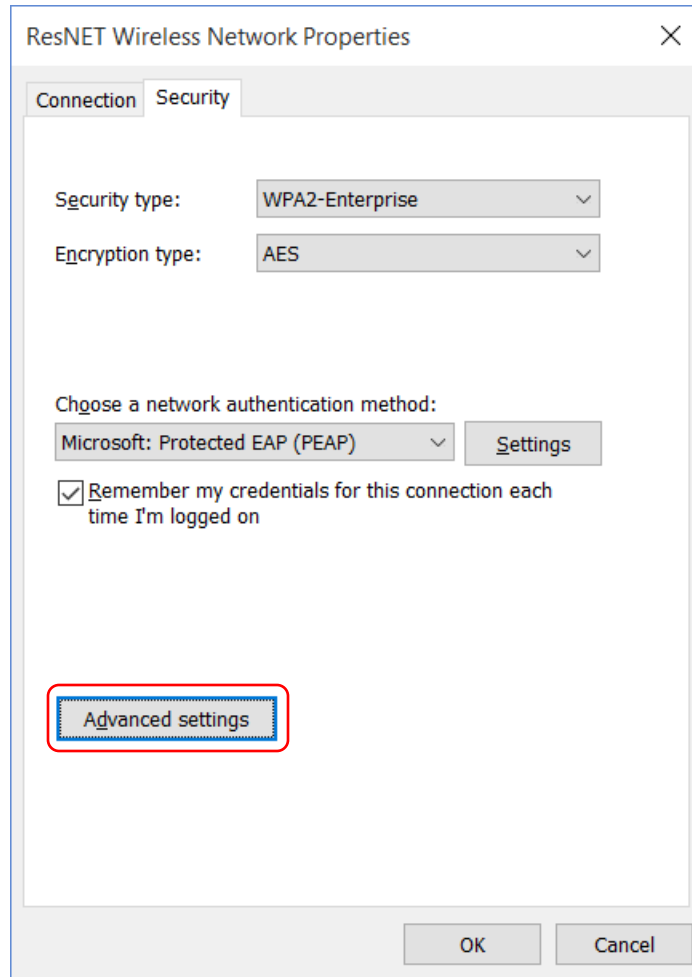 ResNET Wireless Network Properties
Connection Security
Security type: WPA2-Enterprise
Encryption type: AES
Choose a network authentication method:
Microsoft: Protected EAP (PEAP) Settings
Remember my credentials for this connection each
time I'm logged on
Advanced settings
OK Cancel